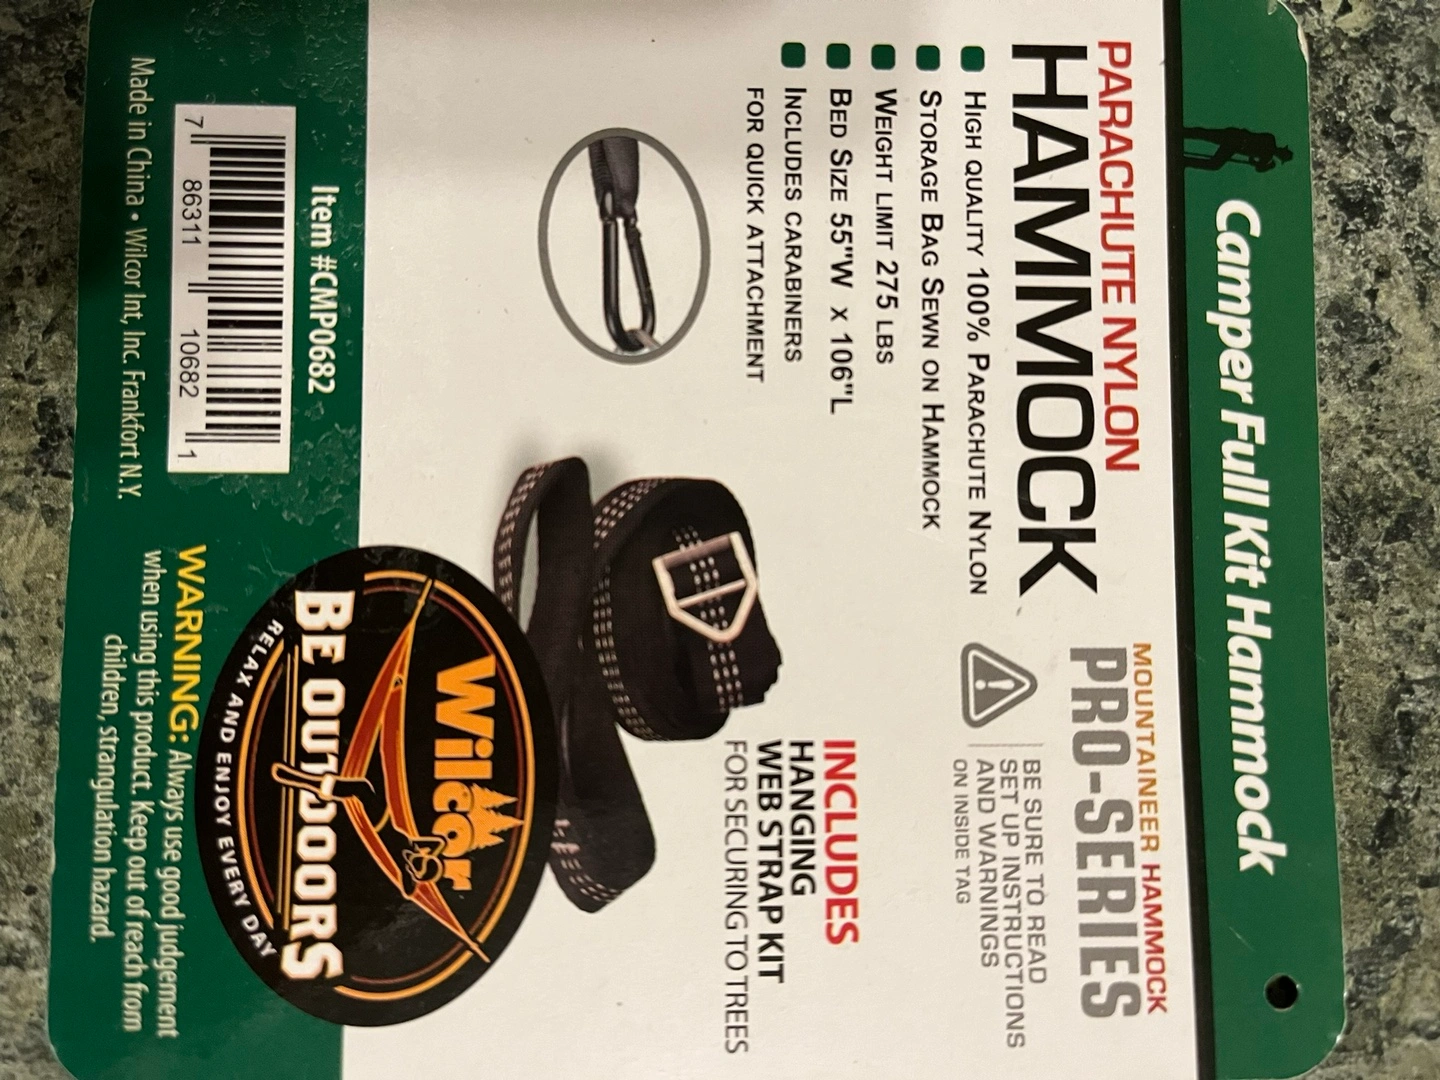 Camper Full Kit Hammock
PARACHUTE NYLON
HAMMOCK
HIGH QUALITY 100% PARACHUTE NYLON
STORAGE BAG SEWN ON HAMMOCK
WEIGHT LIMIT 275 LBS
BED SIZE 55"W x 106"L
INCLUDES CARABINERS
FOR QUICK ATTACHMENT
MOUNTAINEER HAMMOCK
PRO-SERIES
BE SURE TO READ
SET UP INSTRUCTIONS
AND WARNINGS
ON INSIDE TAG
INCLUDES
HANGING
WEB STRAP KIT
FOR SECURING TO TREES
Wilcor
BE OUTDOORS
RELAX AND ENJOY EVERY DAY
Item #CMP0682
7 86311 10682 1
Made in China • Wilcor Int, Inc. Frankfort N.Y.
WARNING: Always use good judgement
when using this product. Keep out of reach from
children, strangulation hazard.